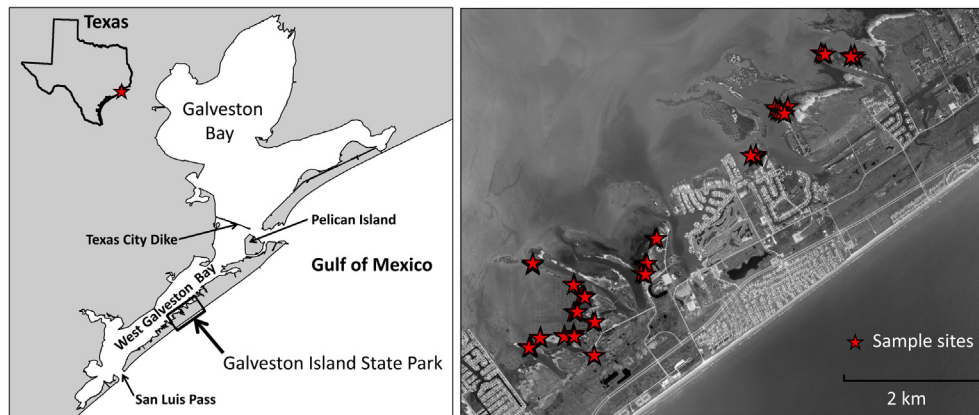 Texas
Galveston
Bay
Texas City Dike
Pelican Island
Gulf of Mexico
West Galveston Bay
Galveston Island State Park
San Luis Pass
Sample sites
2 km